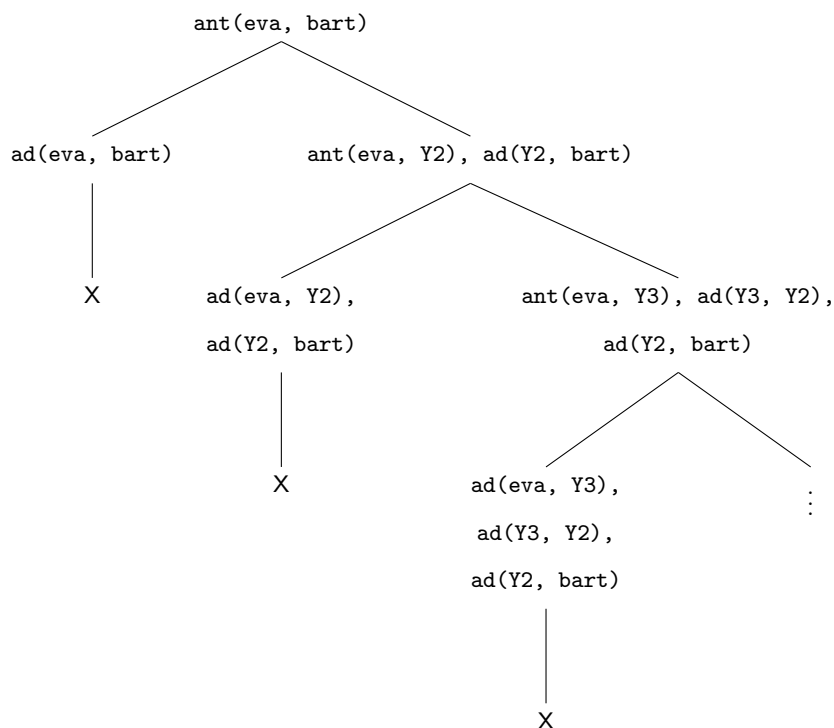 ant(eva, bart)
ad(eva, bart)
ant(eva, Y2), ad(Y2, bart)
X
ad(eva, Y2),
ad(Y2, bart)
ant(eva, Y3), ad(Y3, Y2),
ad(Y2, bart)
X
ad(eva, Y3),
ad(Y3, Y2),
ad(Y2, bart)
⋮
X